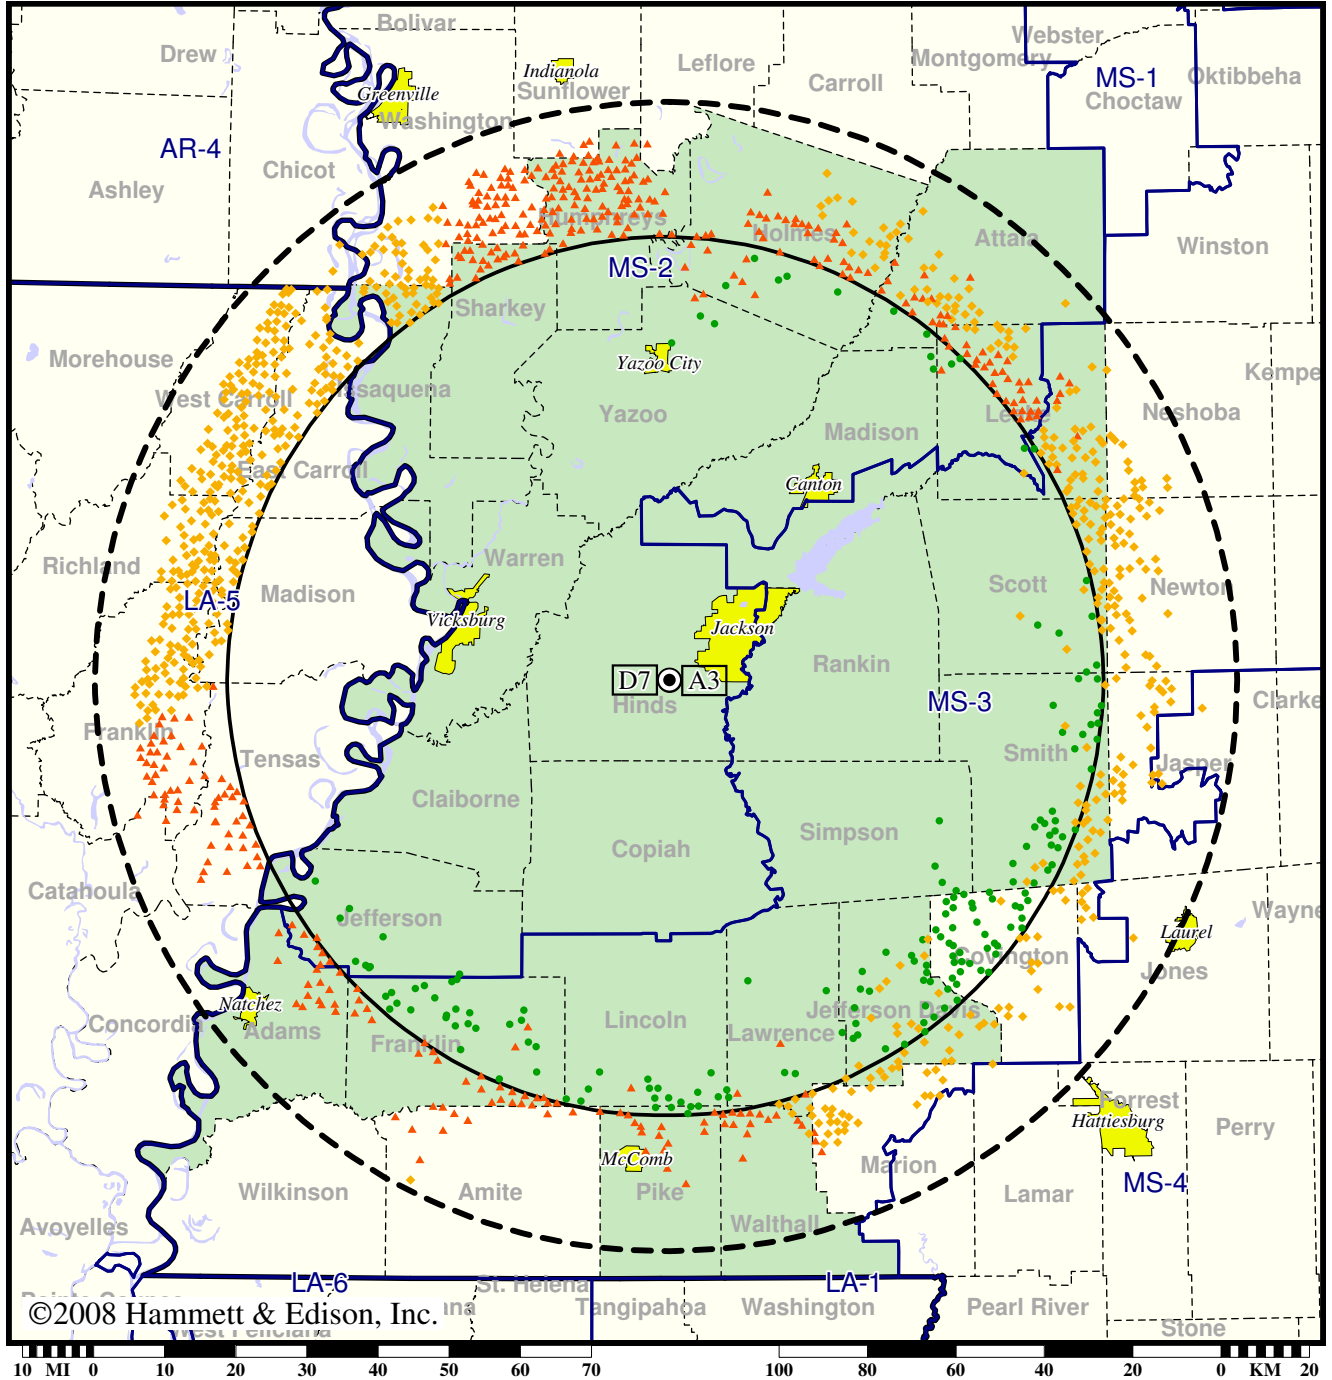 Bolivar
Webster
Drew
Montgomery
Leflore
Indianola
MS-1
Oktibbeha
Carroll
Sunflower
Greenville
Choctaw
Washington
AR-4
Chicot
Ashley
Humphreys
Holmes
Attala
Winston
MS-2
Sharkey
Morehouse
Yazoo City
Kempe
West Carroll
Issaquena
Leake
Neshoba
Yazoo
Madison
East Carroll
Canton
Warren
Richland
Scott
Newton
Madison
LA-5
Vicksburg
Jackson
Rankin
D7
A3
MS-3
Hinds
Clarke
Franklin
Tensas
Smith
Jasper
Claiborne
Simpson
Copiah
Catahoula
Jefferson
Wayne
Laurel
Covington
Jones
Natchez
Jefferson Davis
Concordia
Adams
Lincoln
Lawrence
Franklin
Forrest
Hattiesburg
Perry
McComb
Marion
MS-4
Wilkinson
Amite
Pike
Lamar
Avoyelles
Walthall
LA-6
St. Helena
LA-1
Tangipahoa
Washington
Pearl River
©2008 Hammett & Edison, Inc.
West Feliciana
Stone
10 MI 0 20 30 40 50 60 70 100 80 60 40 20 0 KM 20